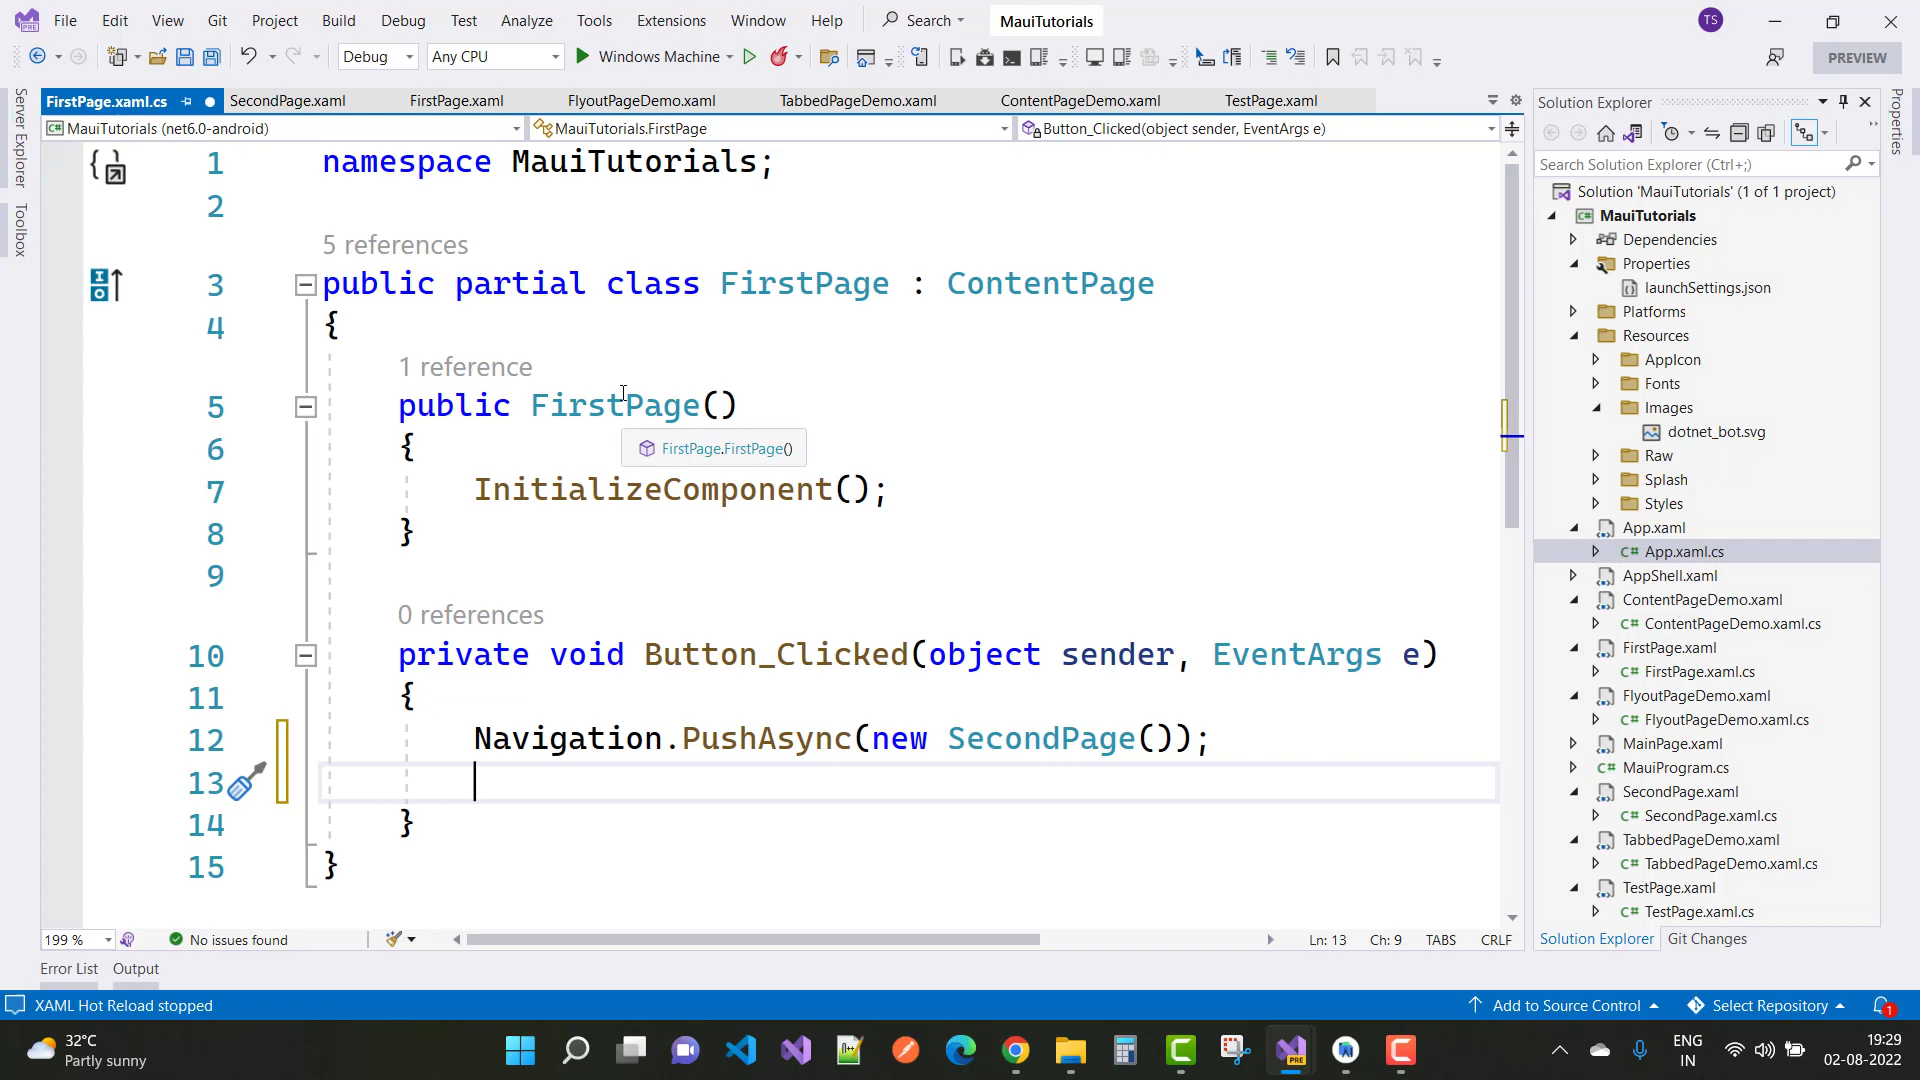 File Edit View Git Project Build Debug Test Analyze Tools Extensions Window Help Search MauiTutorials TS
Debug Any CPU Windows Machine PREVIEW
FirstPage.xaml.cs SecondPage.xaml FirstPage.xaml FlyoutPageDemo.xaml TabbedPageDemo.xaml ContentPageDemo.xaml TestPage.xaml
MauiTutorials (net6.0-android) MauiTutorials.FirstPage Button_Clicked(object sender, EventArgs e)
Server Explorer
Toolbox
1 namespace MauiTutorials;
2
5 references
3 public partial class FirstPage : ContentPage
4 {
1 reference
5 public FirstPage()
6 {
FirstPage.FirstPage()
7 InitializeComponent();
8 }
9
0 references
10 private void Button_Clicked(object sender, EventArgs e)
11 {
12 Navigation.PushAsync(new SecondPage());
13
14 }
15 }
199 % No issues found Ln: 13 Ch: 9 TABS CRLF
Error List Output
Solution Explorer
Search Solution Explorer (Ctrl+;)
Solution 'MauiTutorials' (1 of 1 project)
MauiTutorials
Dependencies
Properties
launchSettings.json
Platforms
Resources
AppIcon
Fonts
Images
dotnet_bot.svg
Raw
Splash
Styles
App.xaml
C# App.xaml.cs
AppShell.xaml
ContentPageDemo.xaml
C# ContentPageDemo.xaml.cs
FirstPage.xaml
C# FirstPage.xaml.cs
FlyoutPageDemo.xaml
C# FlyoutPageDemo.xaml.cs
MainPage.xaml
C# MauiProgram.cs
SecondPage.xaml
C# SecondPage.xaml.cs
TabbedPageDemo.xaml
C# TabbedPageDemo.xaml.cs
TestPage.xaml
C# TestPage.xaml.cs
Solution Explorer Git Changes
Properties
XAML Hot Reload stopped Add to Source Control Select Repository 1
32°C
Partly sunny
PRE
ENG
IN
19:29
02-08-2022